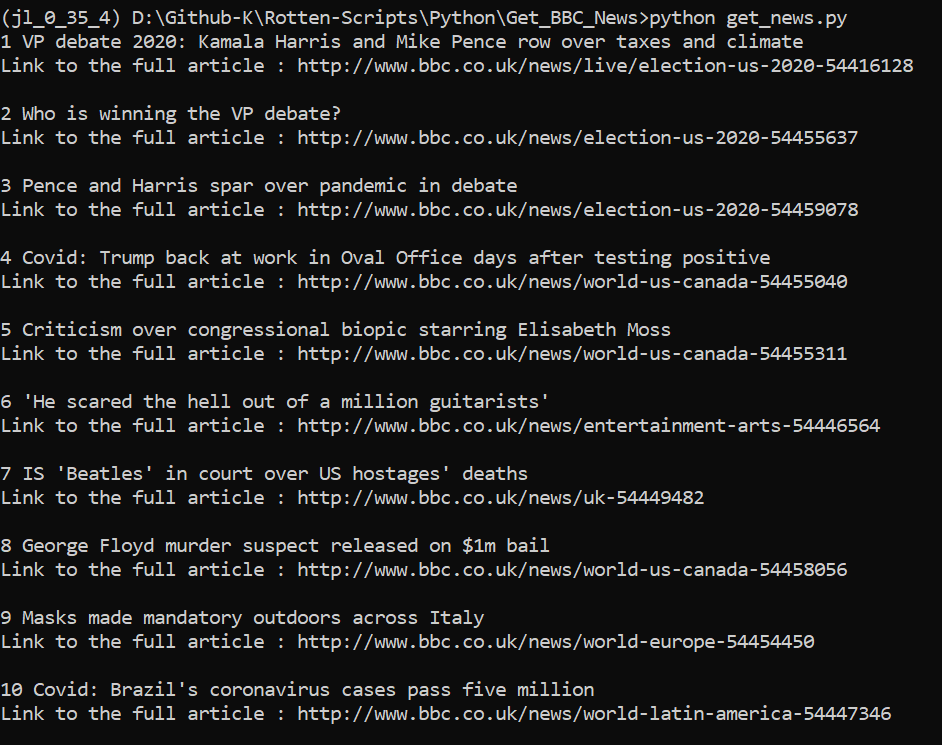 (jl_0_35_4) D:\Github-K\Rotten-Scripts\Python\Get_BBC_News>python get_news.py
1 VP debate 2020: Kamala Harris and Mike Pence row over taxes and climate
Link to the full article : http://www.bbc.co.uk/news/live/election-us-2020-54416128
2 Who is winning the VP debate?
Link to the full article : http://www.bbc.co.uk/news/election-us-2020-54455637
3 Pence and Harris spar over pandemic in debate
Link to the full article : http://www.bbc.co.uk/news/election-us-2020-54459078
4 Covid: Trump back at work in Oval Office days after testing positive
Link to the full article : http://www.bbc.co.uk/news/world-us-canada-54455040
5 Criticism over congressional biopic starring Elisabeth Moss
Link to the full article : http://www.bbc.co.uk/news/world-us-canada-54455311
6 'He scared the hell out of a million guitarists'
Link to the full article : http://www.bbc.co.uk/news/entertainment-arts-54446564
7 IS 'Beatles' in court over US hostages' deaths
Link to the full article : http://www.bbc.co.uk/news/uk-54449482
8 George Floyd murder suspect released on $1m bail
Link to the full article : http://www.bbc.co.uk/news/world-us-canada-54458056
9 Masks made mandatory outdoors across Italy
Link to the full article : http://www.bbc.co.uk/news/world-europe-54454450
10 Covid: Brazil's coronavirus cases pass five million
Link to the full article : http://www.bbc.co.uk/news/world-latin-america-54447346